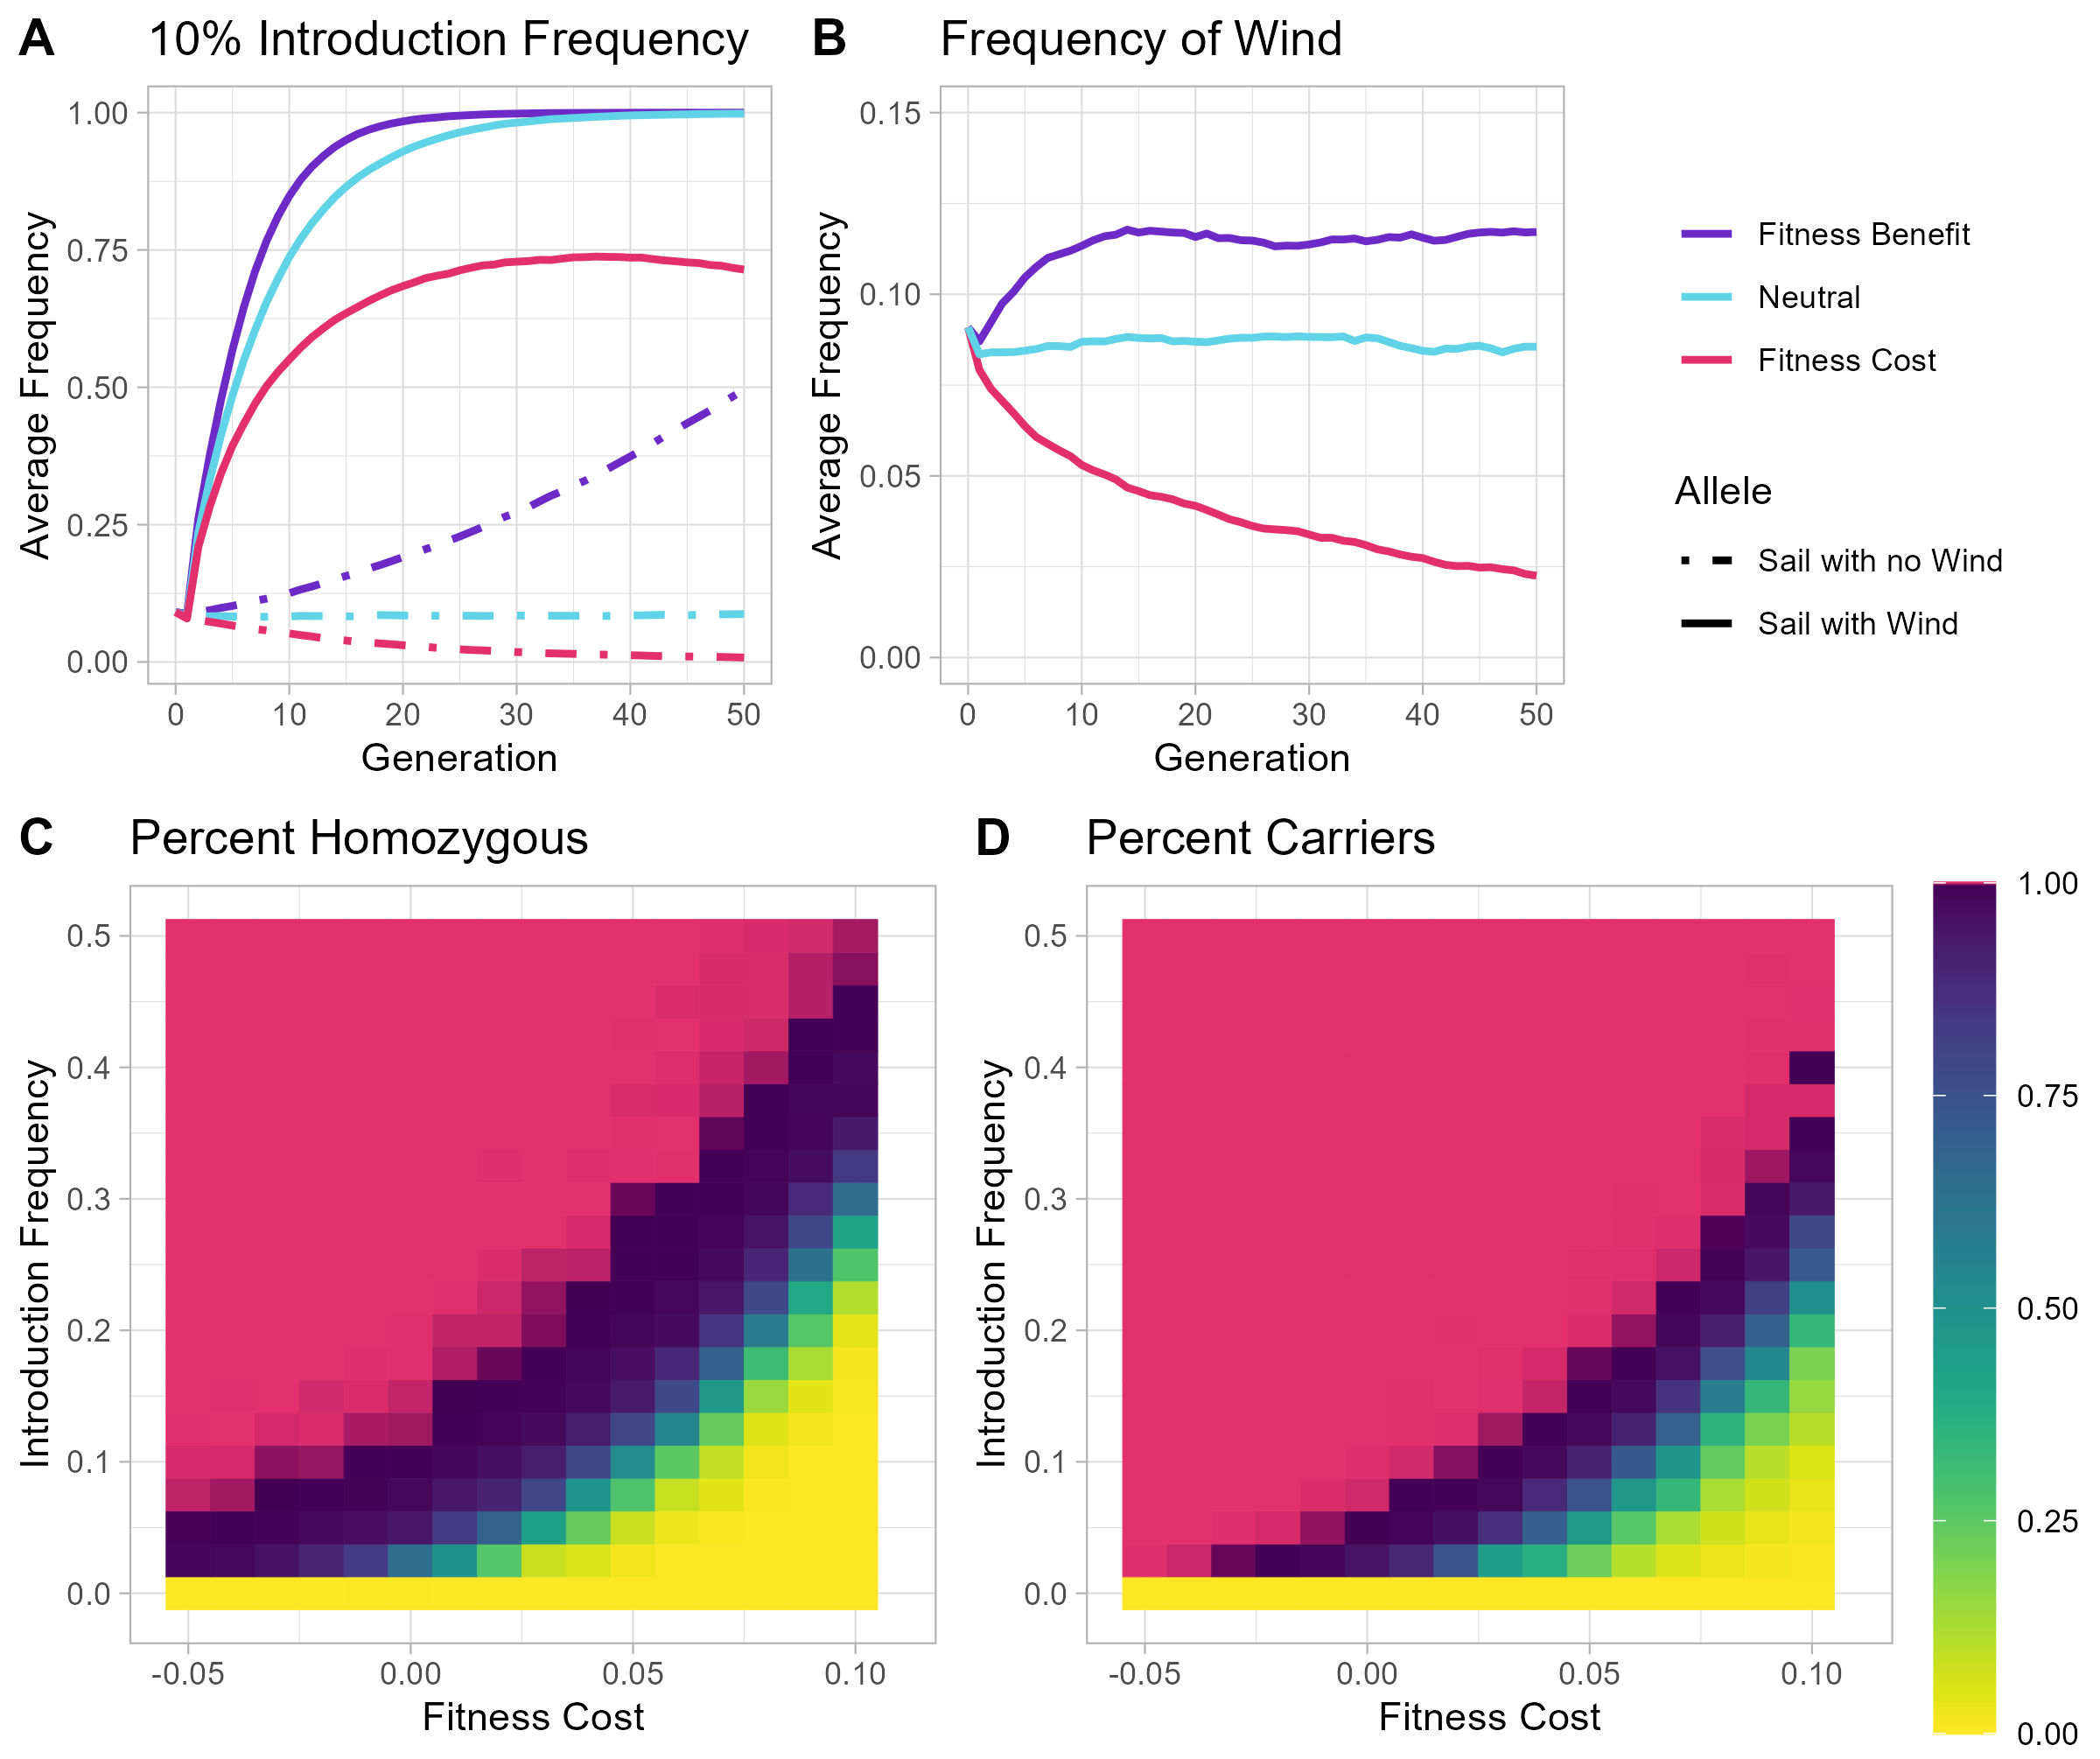 A 10% Introduction Frequency
1.00
0.75
0.50
0.25
0.00
Average Frequency
0 10 20 30 40 50
Generation
B Frequency of Wind
0.15
0.10
0.05
0.00
Average Frequency
0 10 20 30 40 50
Generation
Fitness Benefit
Neutral
Fitness Cost
Allele
Sail with no Wind
Sail with Wind
C Percent Homozygous
0.5
0.4
0.3
0.2
0.1
0.0
Introduction Frequency
-0.05 0.00 0.05 0.10
Fitness Cost
D Percent Carriers
0.5
0.4
0.3
0.2
0.1
0.0
Introduction Frequency
-0.05 0.00 0.05 0.10
Fitness Cost
1.00
0.75
0.50
0.25
0.00